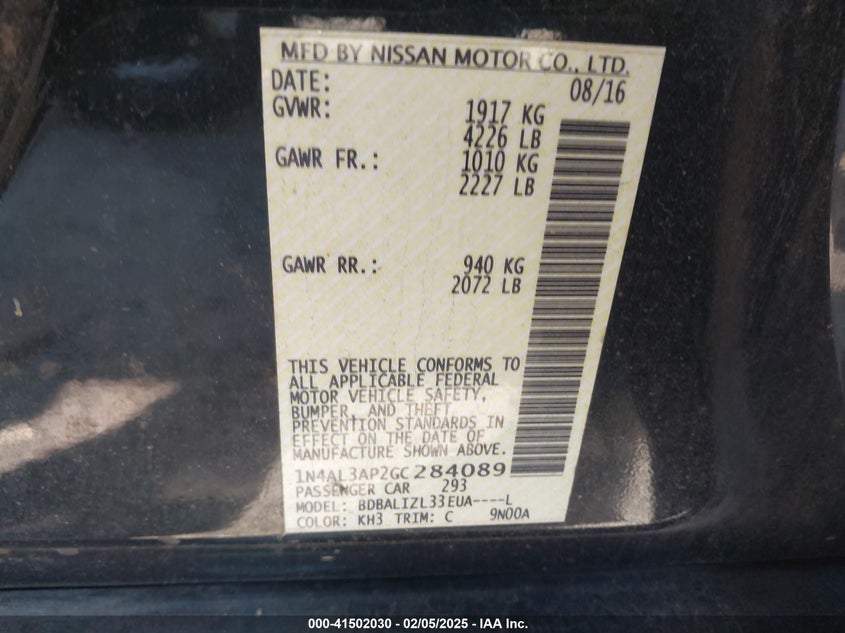 MFD BY NISSAN MOTOR CO., LTD.
DATE: 08/16
GVWR: 1917 KG
4226 LB
GAWR FR.: 1010 KG
2227 LB
GAWR RR.: 940 KG
2072 LB
THIS VEHICLE CONFORMS TO
ALL APPLICABLE FEDERAL
MOTOR VEHICLE SAFETY,
BUMPER, AND THEFT
PREVENTION STANDARDS IN
EFFECT ON THE DATE OF
MANUFACTURE SHOWN ABOVE.
1N4AL3AP2GC284089
PASSENGER CAR 293
MODEL: BDBALIZL33EUA----L
COLOR: KH3 TRIM: C 9N00A
000-41502030 - 02/05/2025 - IAA Inc.